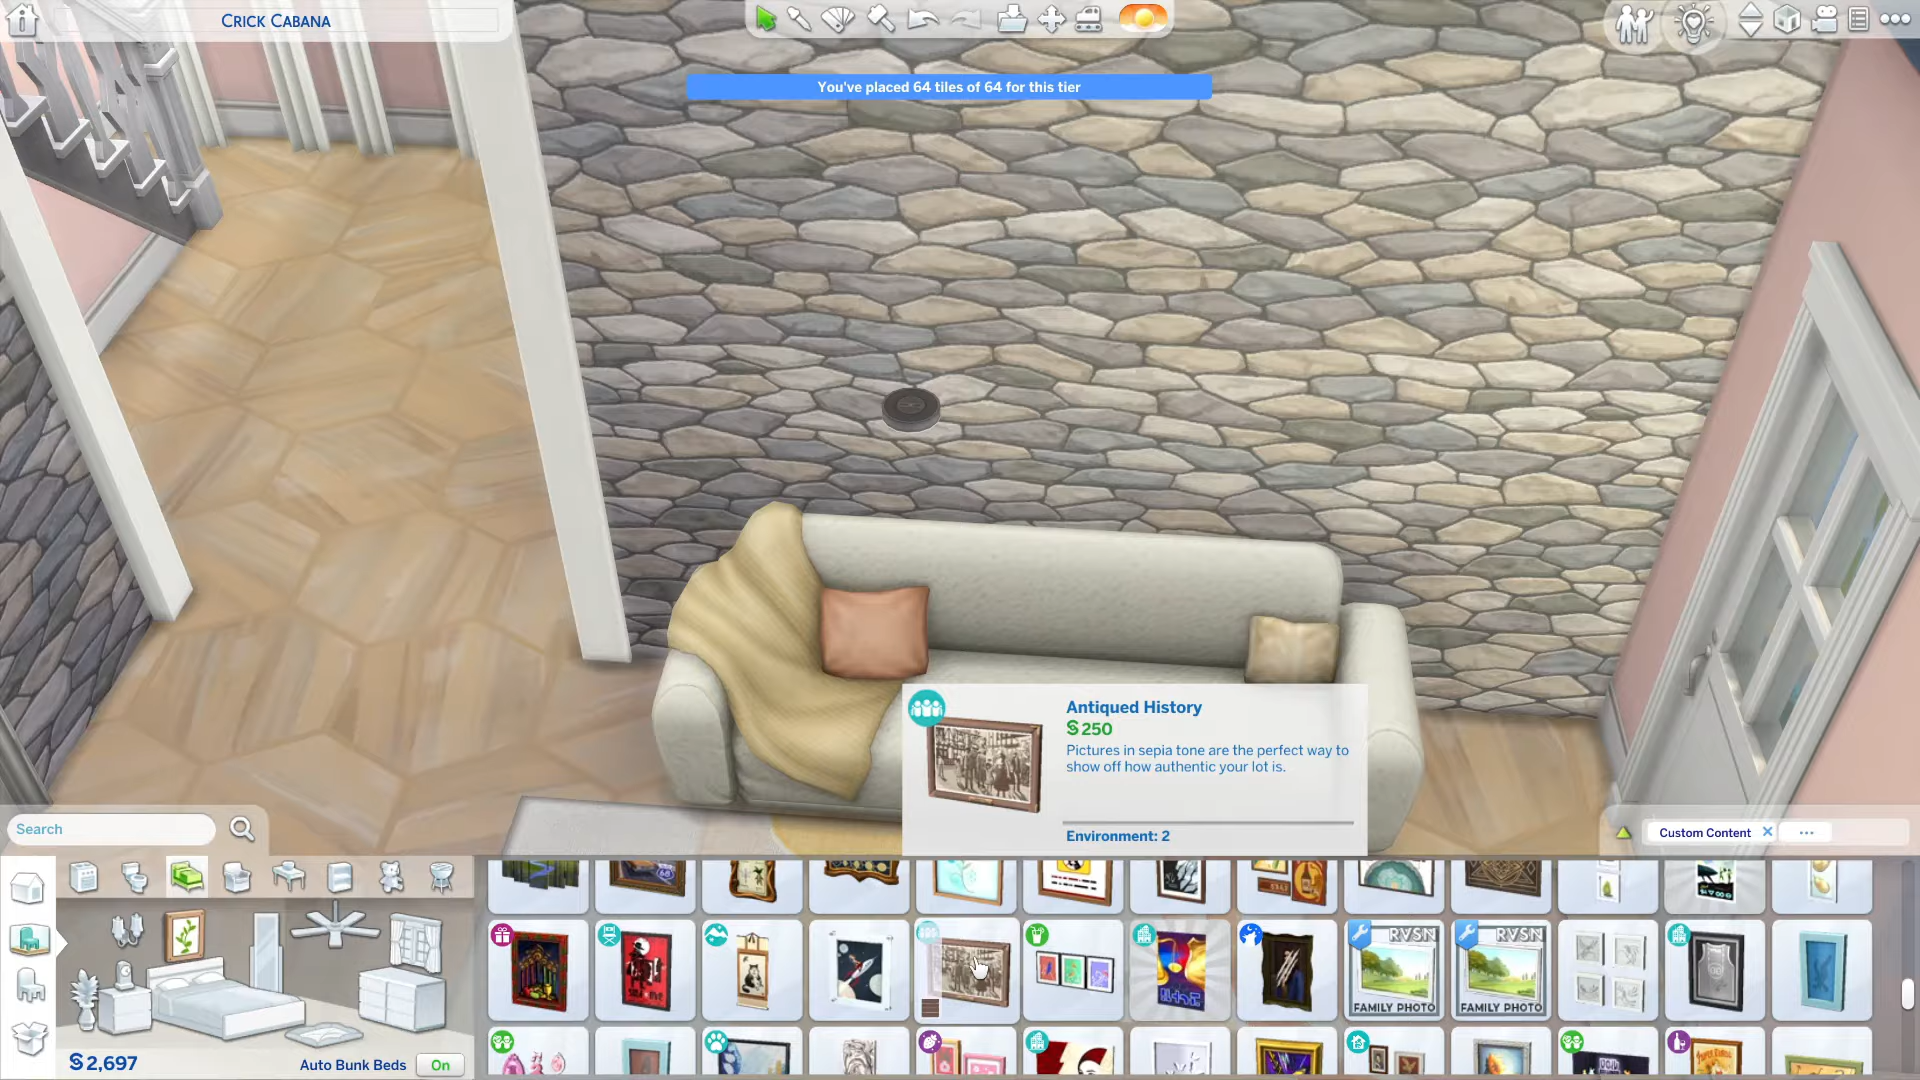 CRICK CABANA
You've placed 64 tiles of 64 for this tier
Antiqued History
§250
Pictures in sepia tone are the perfect way to
show off how authentic your lot is.
Environment: 2
Search
Custom Content
RVSN
FAMILY PHOTO
RVSN
FAMILY PHOTO
§2,697
Auto Bunk Beds
On